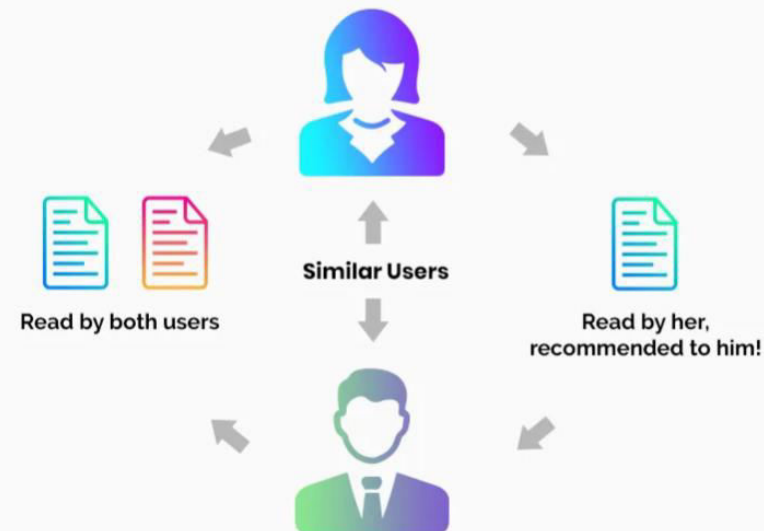 Similar Users
Read by both users
Read by her,
recommended to him!